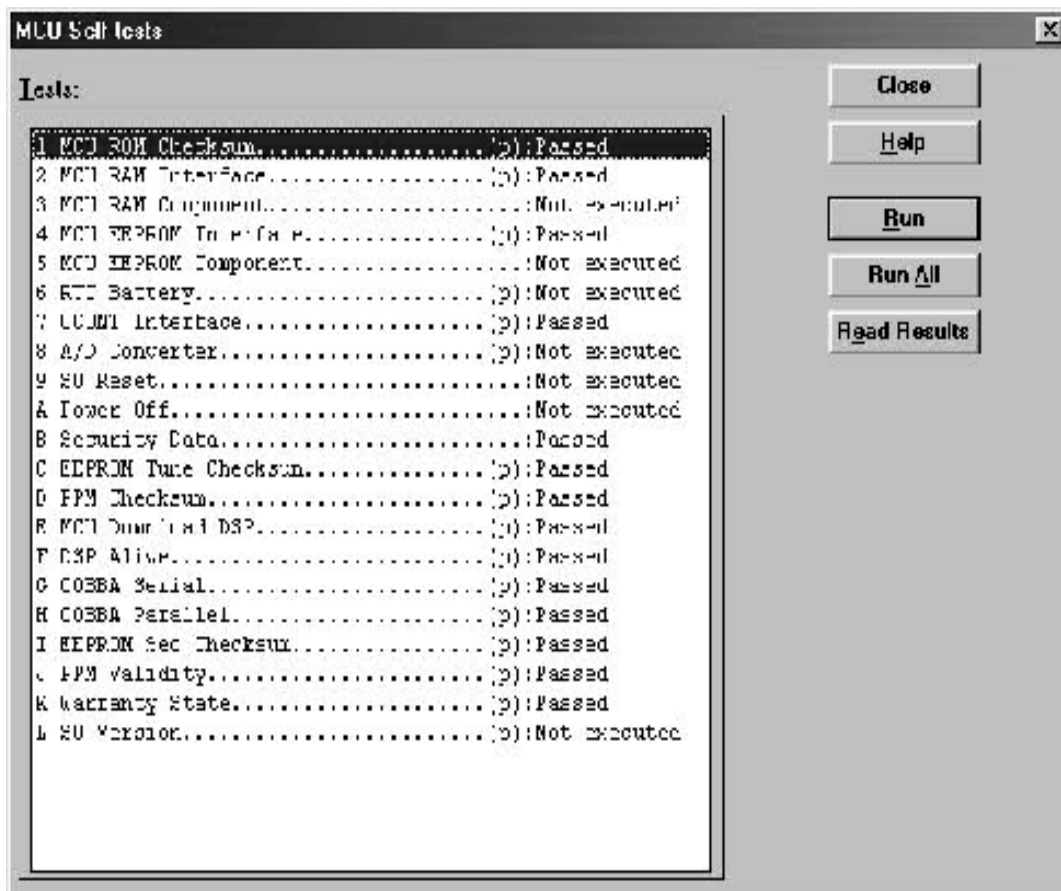 MCU Self tests
Tests:
1 MCU ROM Checksum...................(p):Passed
2 MCU RAM Interface..................(p):Passed
3 MCU RAM Component.....................:Not executed
4 MCU EEPROM Interface...............(p):Passed
5 MCU EEPROM Component..................:Not executed
6 RTC Battery........................(p):Not executed
7 CCONT Interface....................(p):Passed
8 A/D Converter......................(p):Not executed
9 SW Reset..............................:Not executed
A Power Off.............................:Not executed
B Security Data.........................:Passed
C EEPROM Tune Checksum...............(p):Passed
D PPM Checksum.......................(p):Passed
E MCU Download DSP...................(p):Passed
F DSP Alive..........................(p):Passed
G COBBA Serial.......................(p):Passed
H COBBA Parallel.....................(p):Passed
I EEPROM Sec Checksum................(p):Passed
J PPM Validity.......................(p):Passed
K Warranty State.....................(p):Passed
L SW Version.........................(p):Not executed
Close
Help
Run
Run All
Read Results